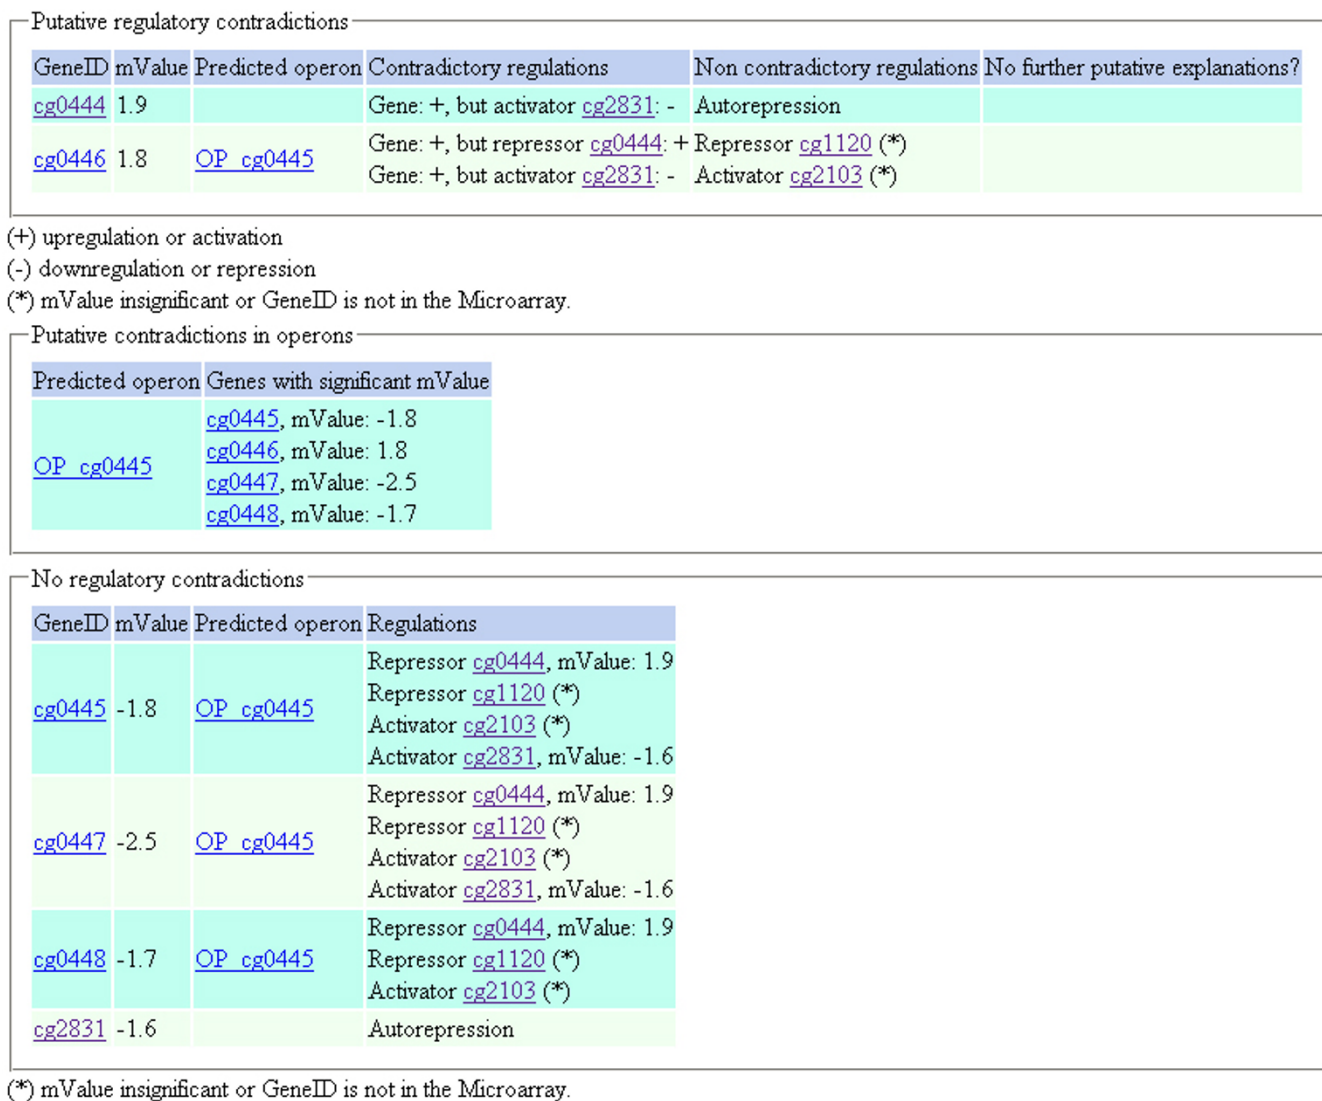 Putative regulatory contradictions
GeneID mValue Predicted operon Contradictory regulations Non contradictory regulations No further putative explanations?
cg0444 1.9 Gene: +, but activator cg2831: - Autorepression
cg0446 1.8 OP_cg0445 Gene: +, but repressor cg0444: + Repressor cg1120 (*)
Gene: +, but activator cg2831: - Activator cg2103 (*)
(+) upregulation or activation
(-) downregulation or repression
(*) mValue insignificant or GeneID is not in the Microarray.
Putative contradictions in operons
Predicted operon Genes with significant mValue
OP_cg0445
cg0445, mValue: -1.8
cg0446, mValue: 1.8
cg0447, mValue: -2.5
cg0448, mValue: -1.7
No regulatory contradictions
GeneID mValue Predicted operon Regulations
cg0445 -1.8 OP_cg0445
Repressor cg0444, mValue: 1.9
Repressor cg1120 (*)
Activator cg2103 (*)
Activator cg2831, mValue: -1.6
cg0447 -2.5 OP_cg0445
Repressor cg0444, mValue: 1.9
Repressor cg1120 (*)
Activator cg2103 (*)
Activator cg2831, mValue: -1.6
cg0448 -1.7 OP_cg0445
Repressor cg0444, mValue: 1.9
Repressor cg1120 (*)
Activator cg2103 (*)
cg2831 -1.6 Autorepression
(*) mValue insignificant or GeneID is not in the Microarray.